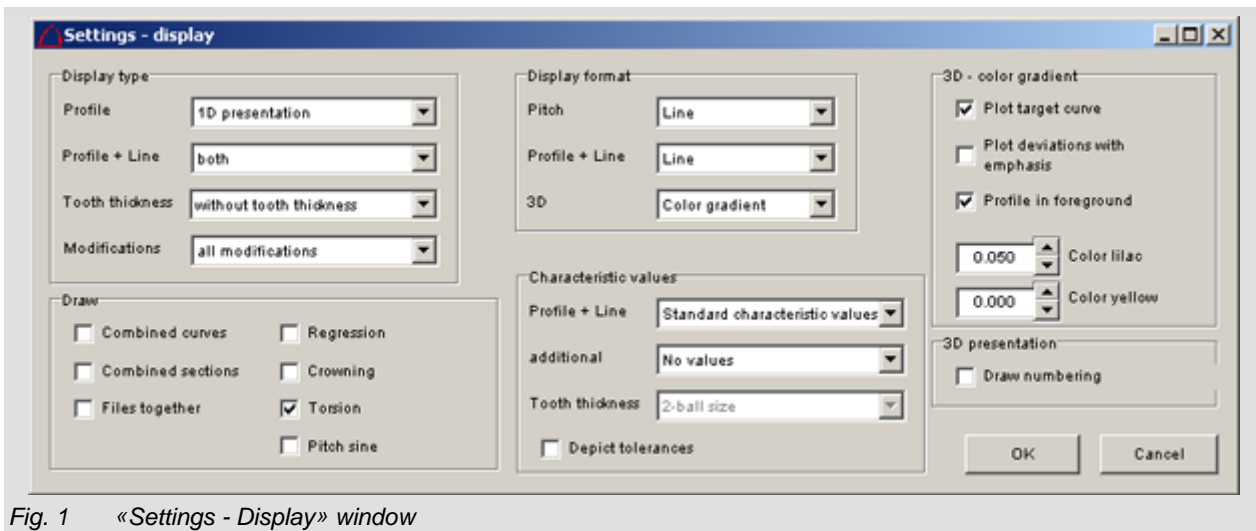 Settings - display
Display type
Profile
1D presentation
Profile + Line
both
Tooth thickness
without tooth thickness
Modifications
all modifications
Draw
Combined curves
Regression
Combined sections
Crowning
Files together
Torsion
Pitch sine
Display format
Pitch
Line
Profile + Line
Line
3D
Color gradient
Characteristic values
Profile + Line
Standard characteristic values
additional
No values
Tooth thickness
2-ball size
Depict tolerances
3D - color gradient
Plot target curve
Plot deviations with
emphasis
Profile in foreground
0.050
Color lilac
0.000
Color yellow
3D presentation
Draw numbering
OK
Cancel
Fig. 1 «Settings - Display» window